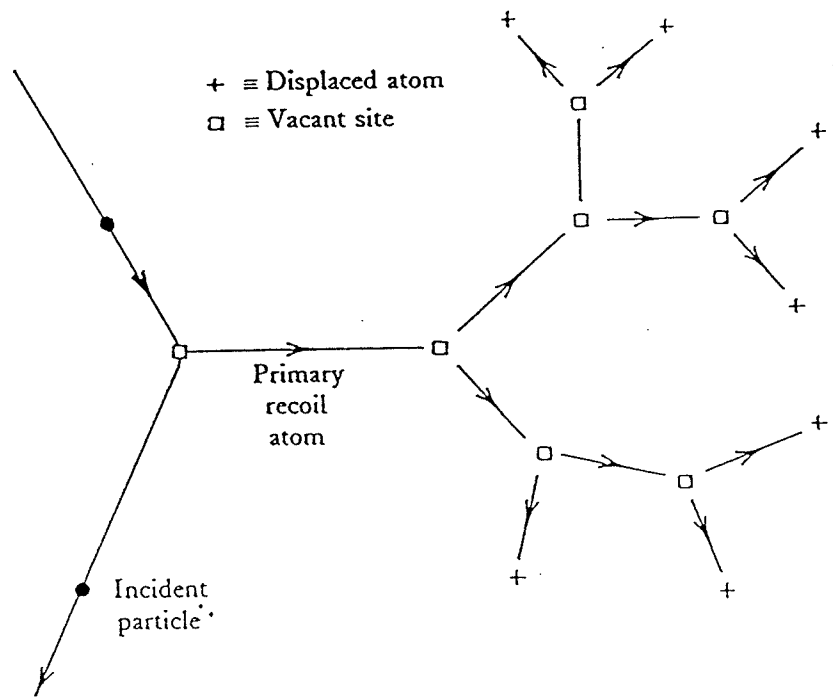 + ≡ Displaced atom
□ ≡ Vacant site
Primary
recoil
atom
Incident
particle